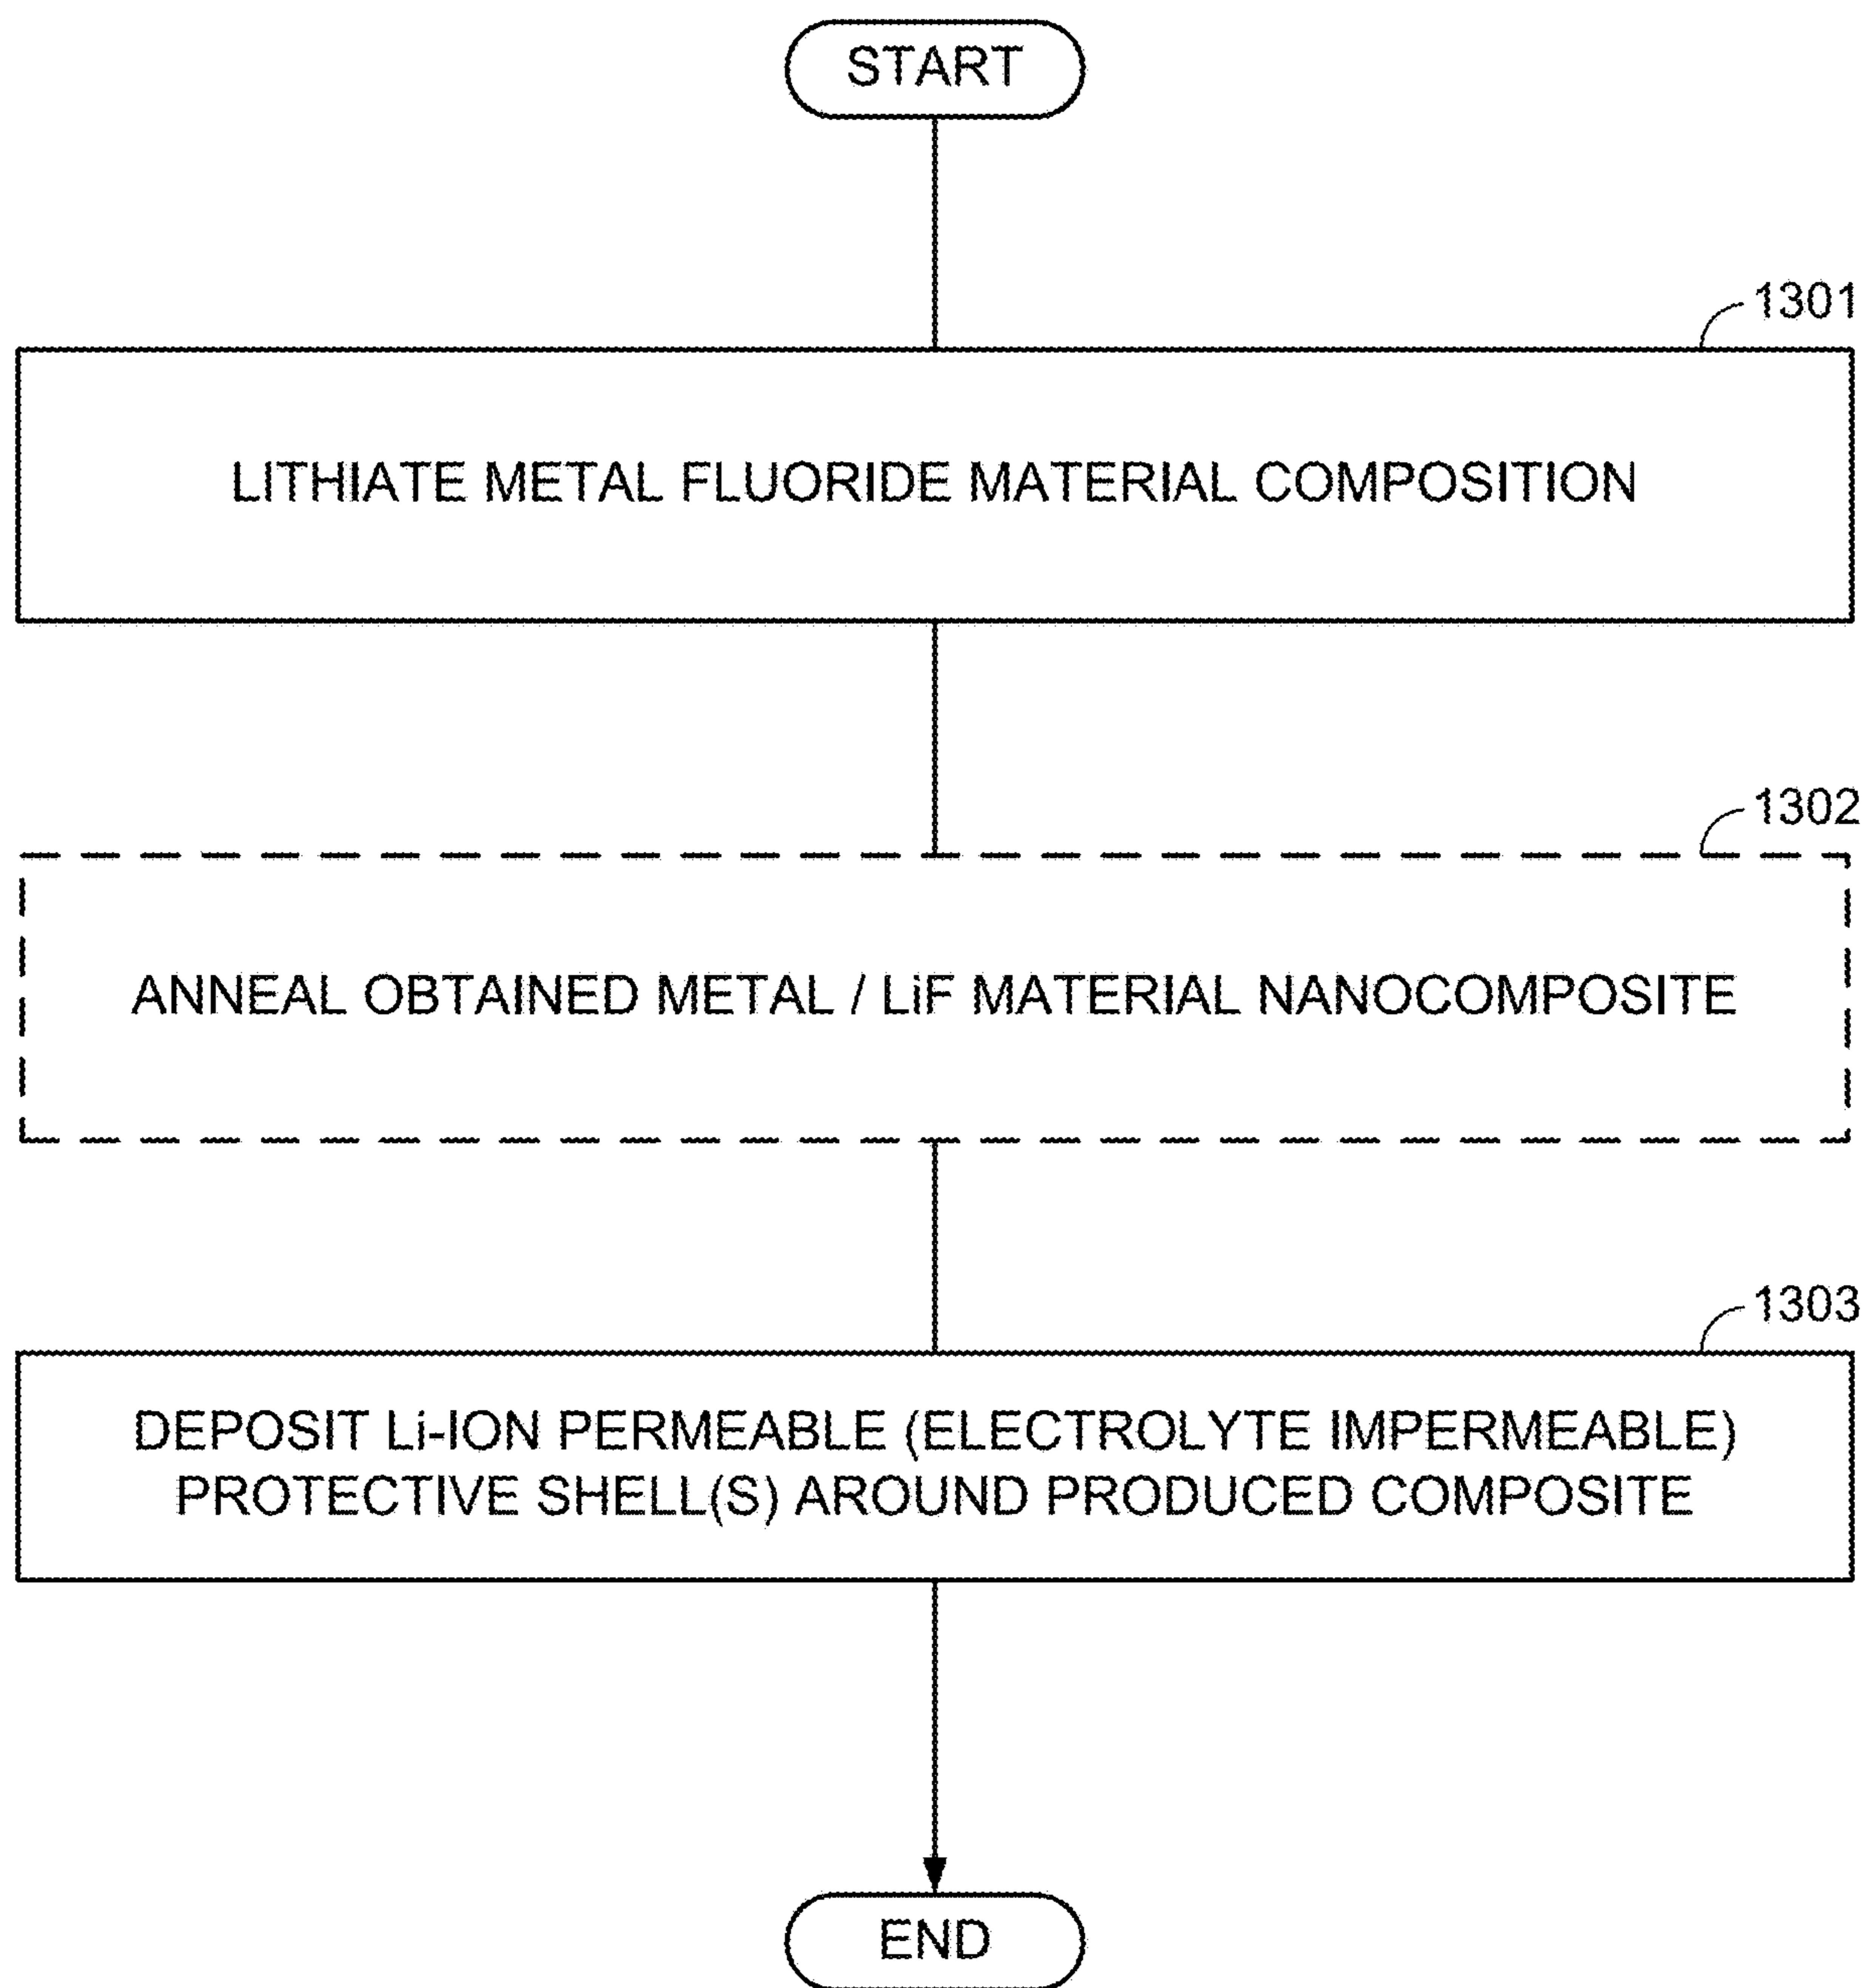 START
1301
LITHIATE METAL FLUORIDE MATERIAL COMPOSITION
1302
ANNEAL OBTAINED METAL / LiF MATERIAL NANOCOMPOSITE
1303
DEPOSIT Li-ION PERMEABLE (ELECTROLYTE IMPERMEABLE)
PROTECTIVE SHELL(S) AROUND PRODUCED COMPOSITE
END